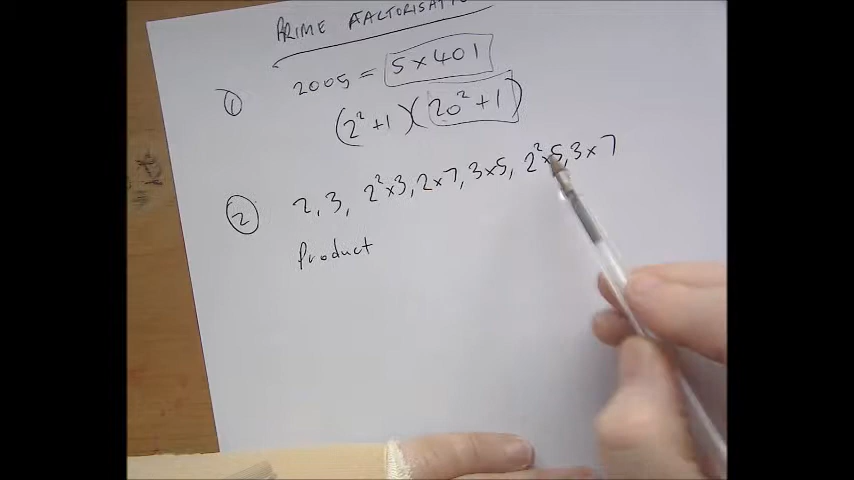 PRIME FACTORISAT
① 2005 = 5 × 401
(2² + 1)(20² + 1)
② 2, 3, 2² × 3, 2 × 7, 3 × 5, 2² × 5, 3 × 7
Product